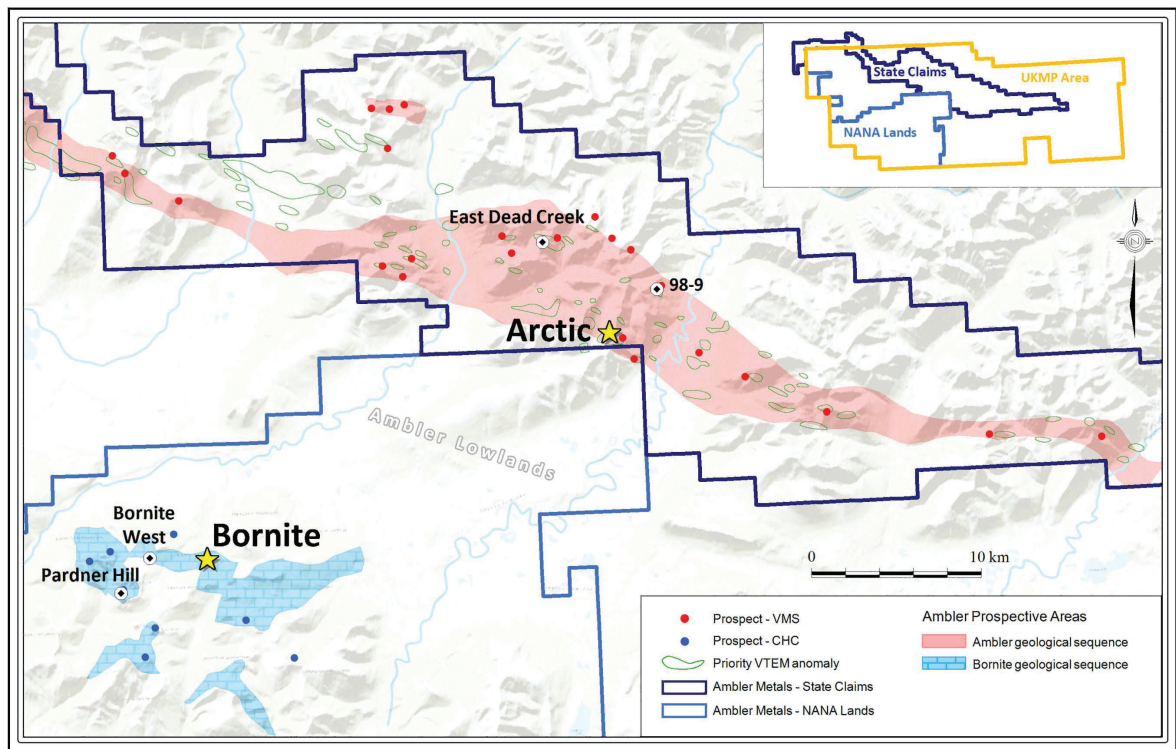 State Claims
UKMP Area
NANA Lands
East Dead Creek
N
98-9
Arctic
Ambler Lowlands
Bornite
West
Bornite
Pardner Hill
0
10 km
Prospect - VMS
Prospect - CHC
Priority VTEM anomaly
Ambler Metals - State Claims
Ambler Metals - NANA Lands
Ambler Prospective Areas
Ambler geological sequence
Bornite geological sequence